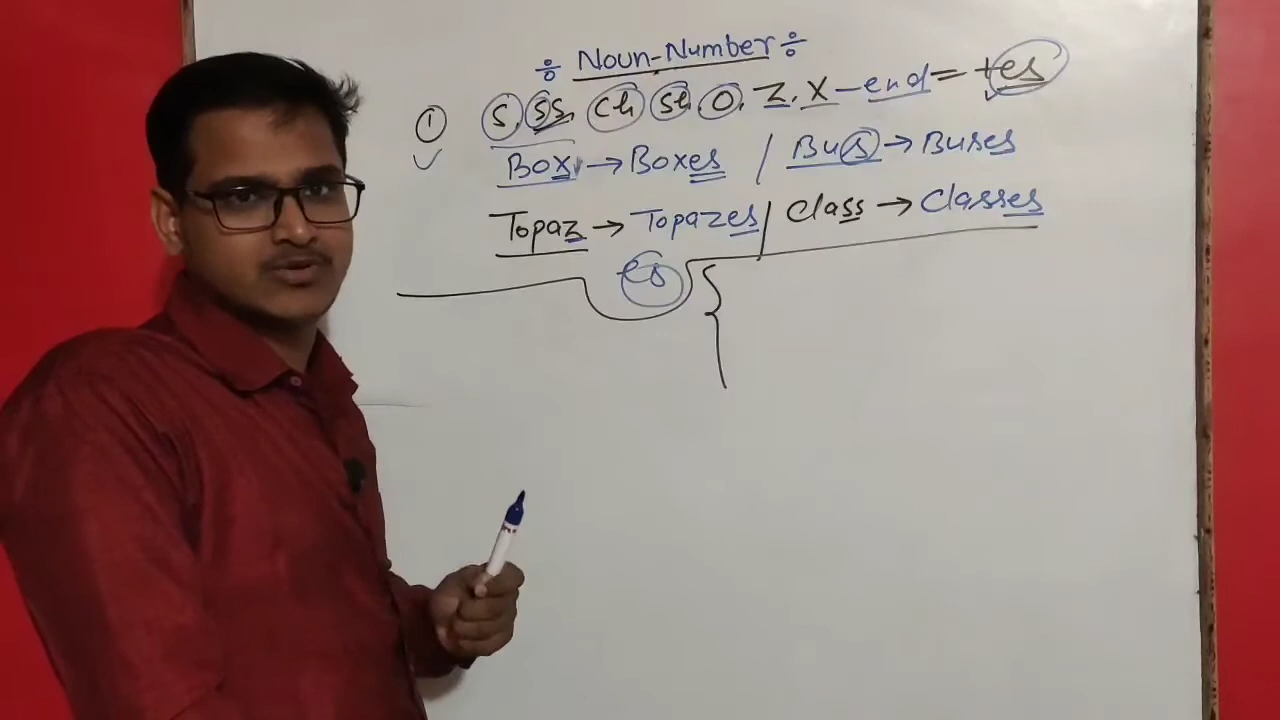 ÷ Noun-Number ÷
① S, SS, Ch, Sh, O, Z, X - end = +es
Box → Boxes / Bus → Buses
Topaz → Topazes / Class → Classes
es {